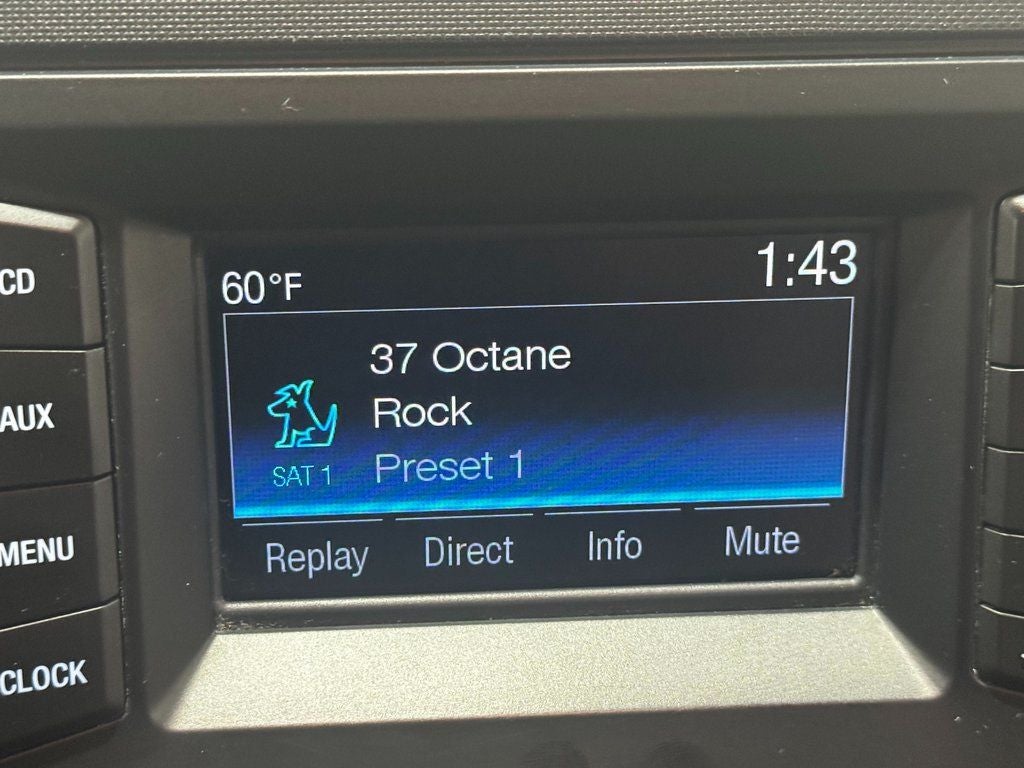 60°F
1:43
37 Octane
Rock
SAT 1
Preset 1
Replay
Direct
Info
Mute
CD
AUX
MENU
CLOCK